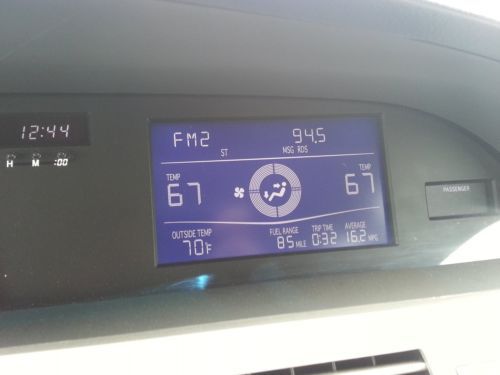 12:44
H M :00
FM2 94.5
ST MSG RDS
TEMP TEMP
67 67
PASSENGER
OUTSIDE TEMP FUEL RANGE TRIP TIME AVERAGE
70°F 85 MILE 0:32 16.2 MPG